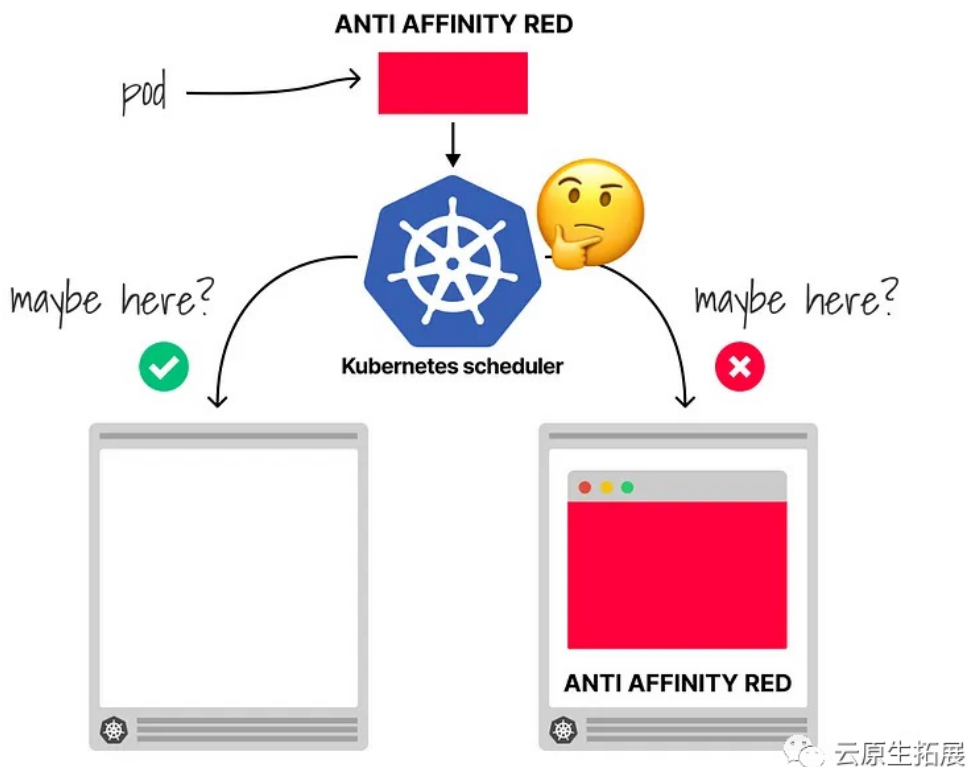 ANTI AFFINITY RED
pod
maybe here?
maybe here?
Kubernetes scheduler
ANTI AFFINITY RED
云原生拓展